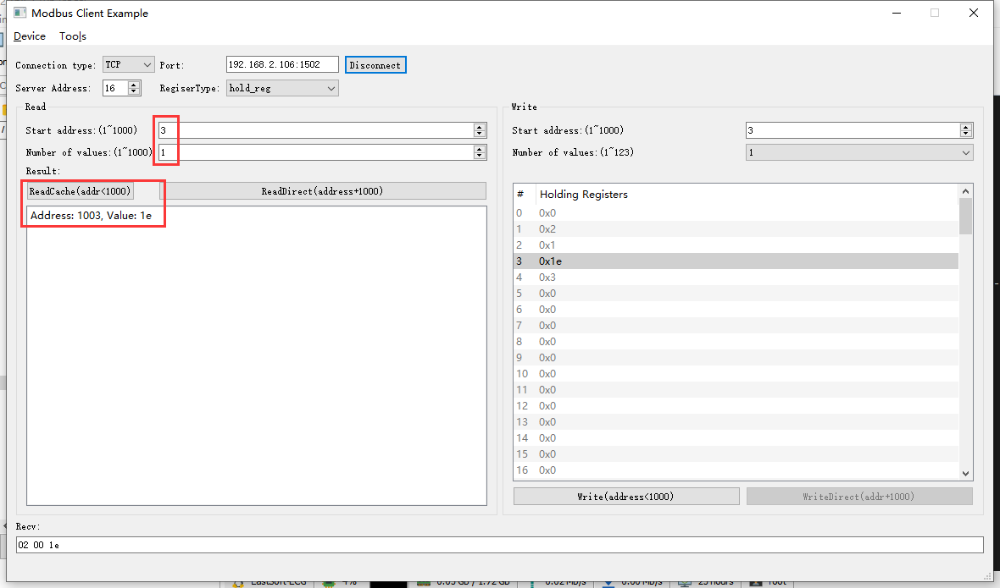 Modbus Client Example
Device Tools
Connection type: TCP Port: 192.168.2.106:1502 Disconnect
Server Address: 16 RegiserType: hold_reg
Read
Start address:(1~1000) 3
Number of values:(1~1000) 1
Result:
ReadCache(addr<1000) ReadDirect(address+1000)
Address: 1003, Value: 1e
Write
Start address:(1~1000) 3
Number of values:(1~123) 1
# Holding Registers
0 0x0
1 0x2
2 0x1
3 0x1e
4 0x3
5 0x0
6 0x0
7 0x0
8 0x0
9 0x0
10 0x0
11 0x0
12 0x0
13 0x0
14 0x0
15 0x0
16 0x0
Write(address<1000) WriteDirect(addr+1000)
Recv:
02 00 1e